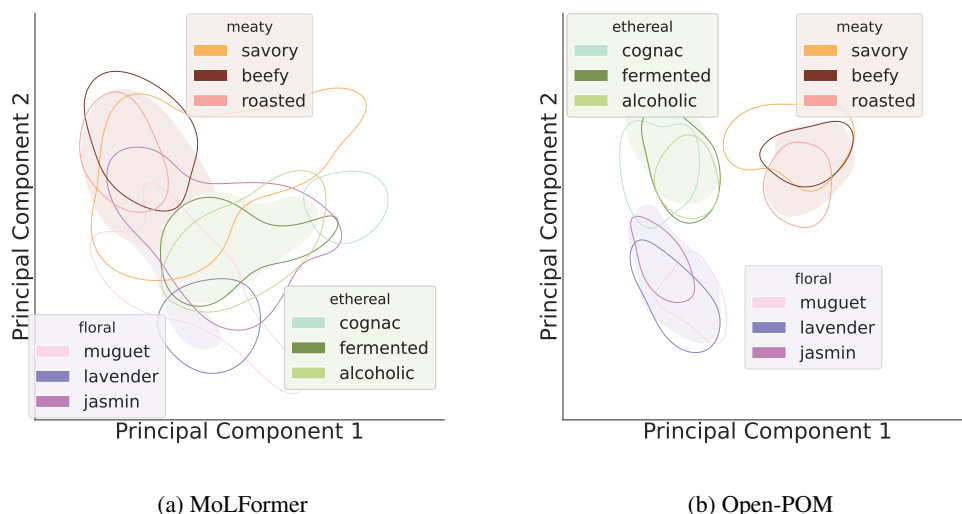 meaty
savory
beefy
roasted
Principal Component 2
floral
muguet
lavender
jasmin
ethereal
cognac
fermented
alcoholic
Principal Component 1
(a) MoLFormer
ethereal
cognac
fermented
alcoholic
meaty
savory
beefy
roasted
Principal Component 2
floral
muguet
lavender
jasmin
Principal Component 1
(b) Open-POM